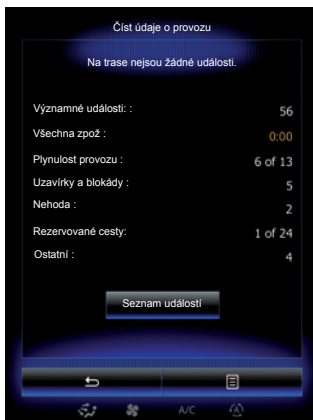 Číst údaje o provozu
Na trase nejsou žádné události.
Významné události: : 56
Všechna zpož : 0:00
Plynulost provozu : 6 of 13
Uzavírky a blokády : 5
Nehoda : 2
Rezervované cesty: 1 of 24
Ostatní : 4
Seznam událostí
A/C
A